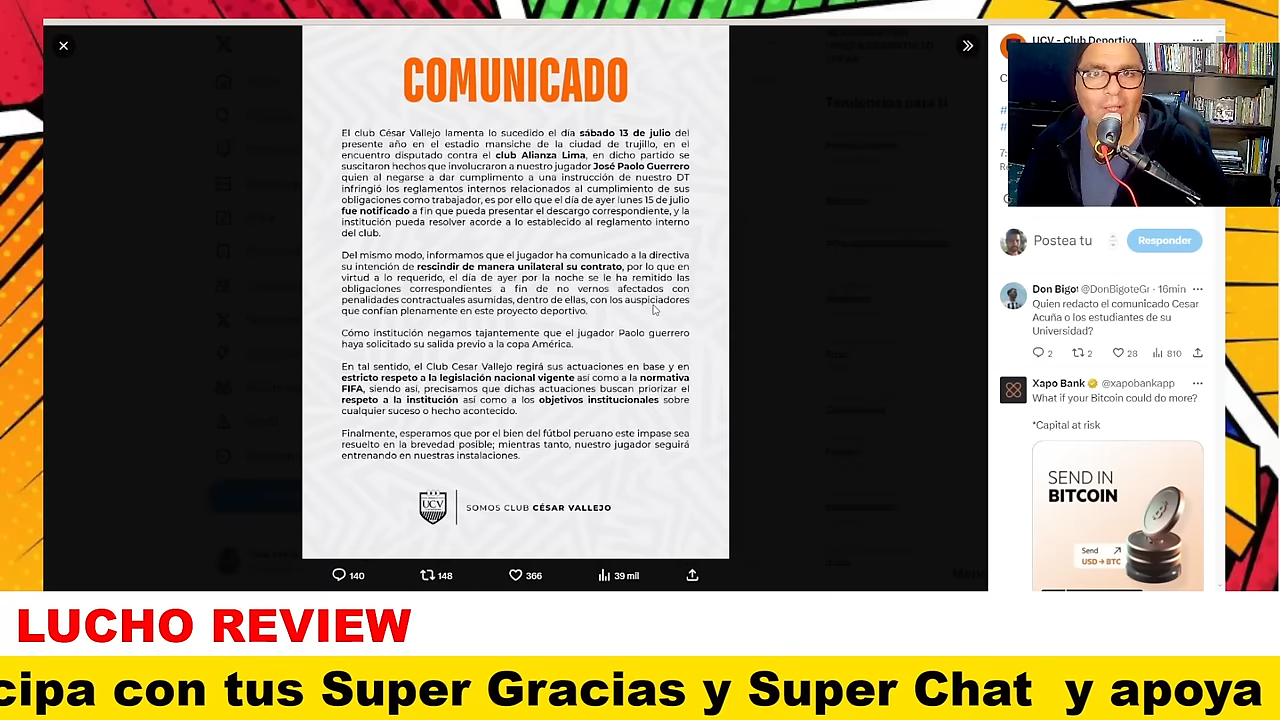 COMUNICADO
El club César Vallejo lamenta lo sucedido el día sábado 13 de julio del
presente año en el estadio mansiche de la ciudad de trujillo, en el
encuentro disputado contra el club Alianza Lima, en dicho partido se
suscitaron hechos que involucraron a nuestro jugador José Paolo Guerrero
quien al negarse a dar cumplimento a una instrucción de nuestro DT
infringió los reglamentos internos relacionados al cumplimiento de sus
obligaciones como trabajador, es por ello que el día de ayer lunes 15 de julio
fue notificado a fin que pueda presentar el descargo correspondiente, y la
institución pueda resolver acorde a lo establecido al reglamento interno
del club.
Del mismo modo, informamos que el jugador ha comunicado a la directiva
su intención de rescindir de manera unilateral su contrato, por lo que en
virtud a lo requerido, el día de ayer por la noche se le ha remitido las
obligaciones correspondientes a fin de no vernos afectados con
penalidades contractuales asumidas, dentro de ellas, con los auspiciadores
que confían plenamente en este proyecto deportivo.
Cómo institución negamos tajantemente que el jugador Paolo guerrero
haya solicitado su salida previo a la copa América.
En tal sentido, el Club Cesar Vallejo regirá sus actuaciones en base y en
estricto respeto a la legislación nacional vigente así como a la normativa
FIFA, siendo así, precisamos que dichas actuaciones buscan priorizar el
respeto a la institución así como a los objetivos institucionales sobre
cualquier suceso o hecho acontecido.
Finalmente, esperamos que por el bien del fútbol peruano este impase sea
resuelto en la brevedad posible; mientras tanto, nuestro jugador seguirá
entrenando en nuestras instalaciones.
UCV
SOMOS CLUB CÉSAR VALLEJO
140 148 366 39 mil
UCV - Club Deportivo
Postea tu
Responder
Don Bigot @DonBigoteGr · 16min
Quien redacto el comunicado Cesar
Acuña o los estudiantes de su
Universidad?
2 2 28 810
Xapo Bank @xapobankapp
What if your Bitcoin could do more?
*Capital at risk
SEND IN
BITCOIN
Send
USD → BTC
Tendencias para ti
LUCHO REVIEW
cipa con tus Super Gracias y Super Chat y apoya